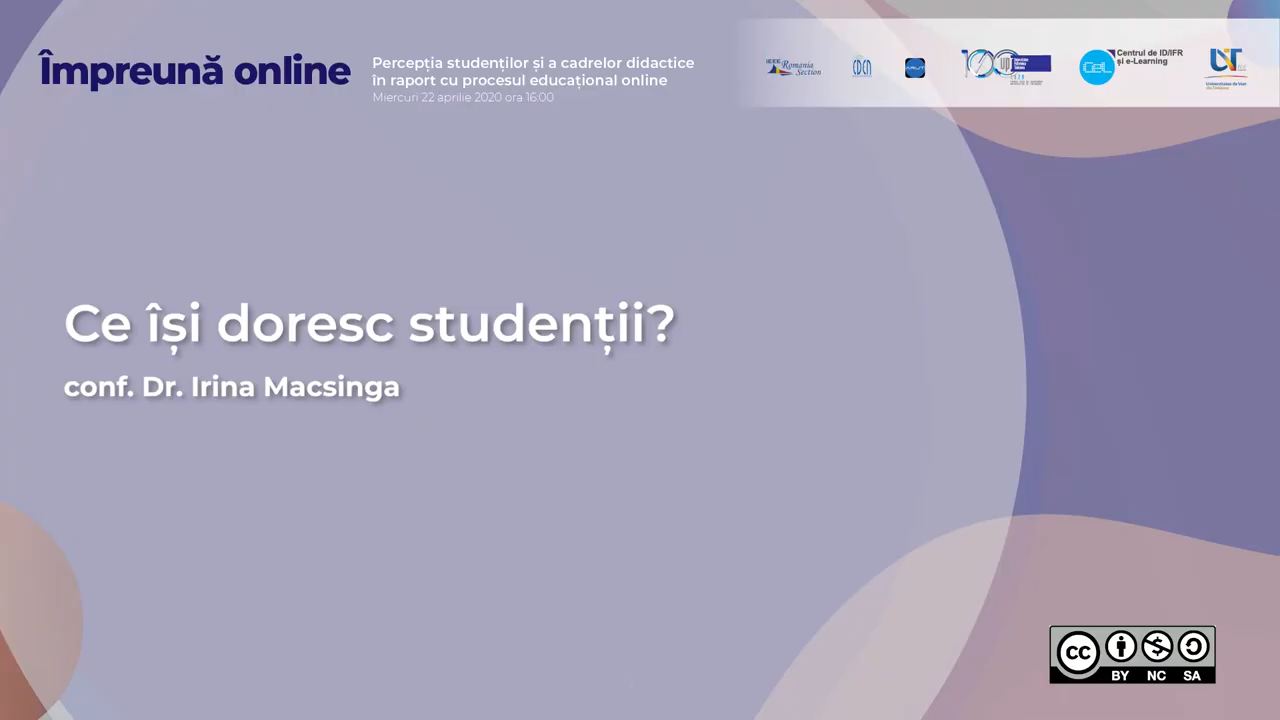 Împreună online
Percepția studenților și a cadrelor didactice
în raport cu procesul educațional online
Miercuri 22 aprilie 2020 ora 16:00
Romania
Section
Centrul de ID/IFR
și e-Learning
Ce își doresc studenții?
conf. Dr. Irina Macsinga
CC
BY NC SA